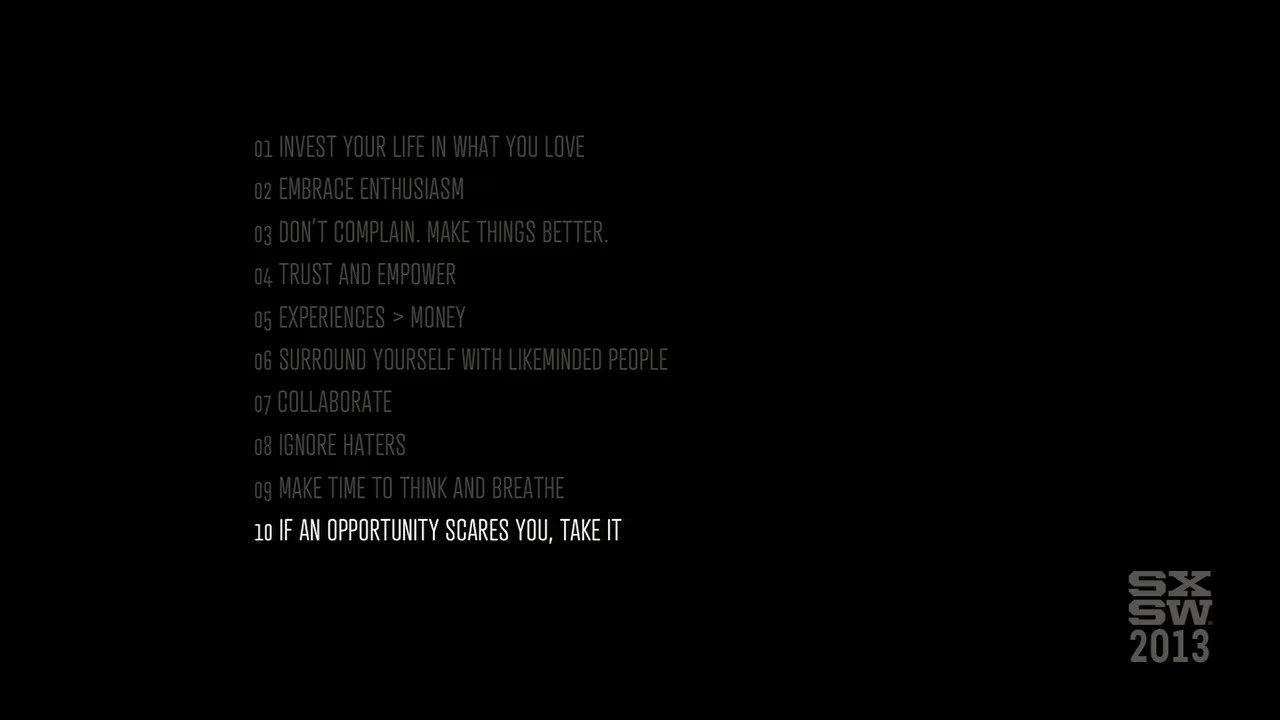 01 INVEST YOUR LIFE IN WHAT YOU LOVE
02 EMBRACE ENTHUSIASM
03 DON'T COMPLAIN. MAKE THINGS BETTER.
04 TRUST AND EMPOWER
05 EXPERIENCES > MONEY
06 SURROUND YOURSELF WITH LIKEMINDED PEOPLE
07 COLLABORATE
08 IGNORE HATERS
09 MAKE TIME TO THINK AND BREATHE
10 IF AN OPPORTUNITY SCARES YOU, TAKE IT
SX
SW®
2013